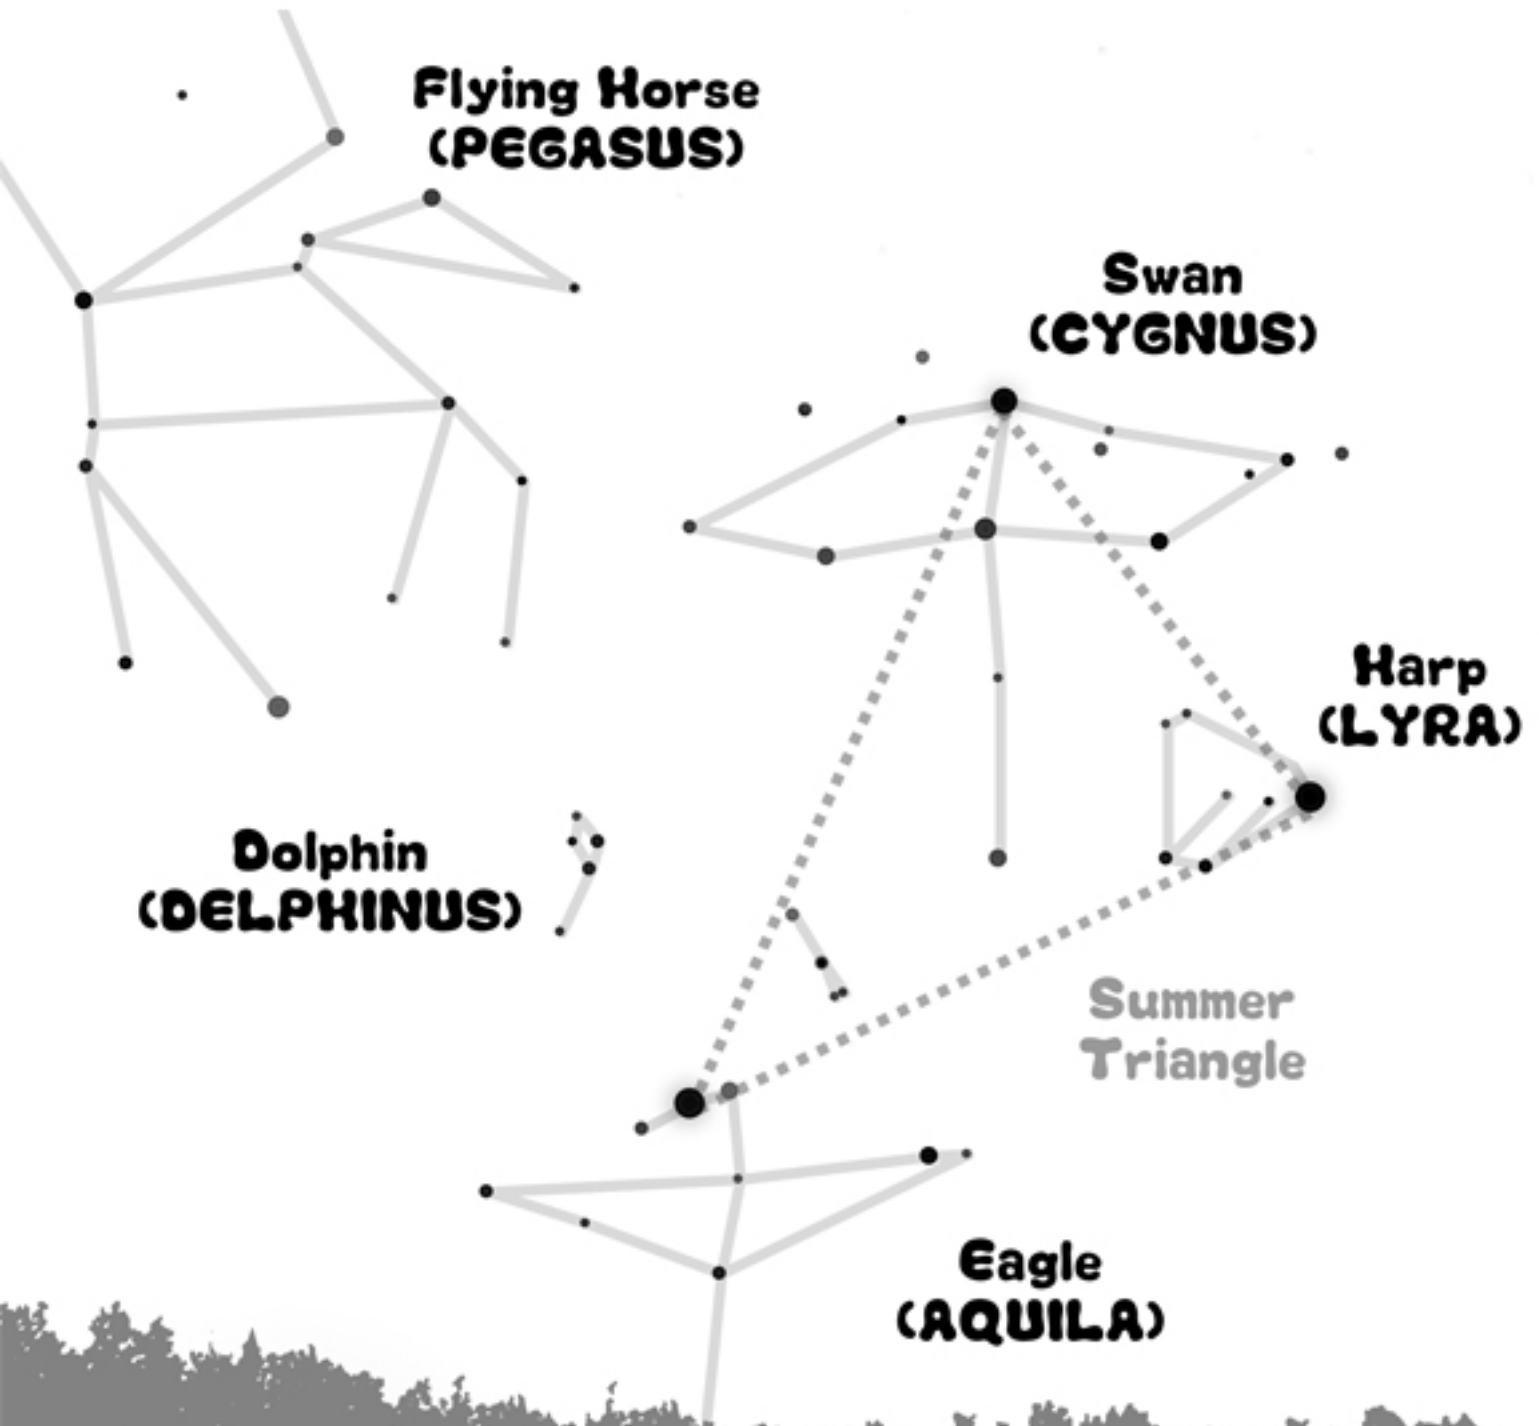 Flying Horse
(PEGASUS)
Swan
(CYGNUS)
Harp
(LYRA)
Dolphin
(DELPHINUS)
Summer
Triangle
Eagle
(AQUILA)